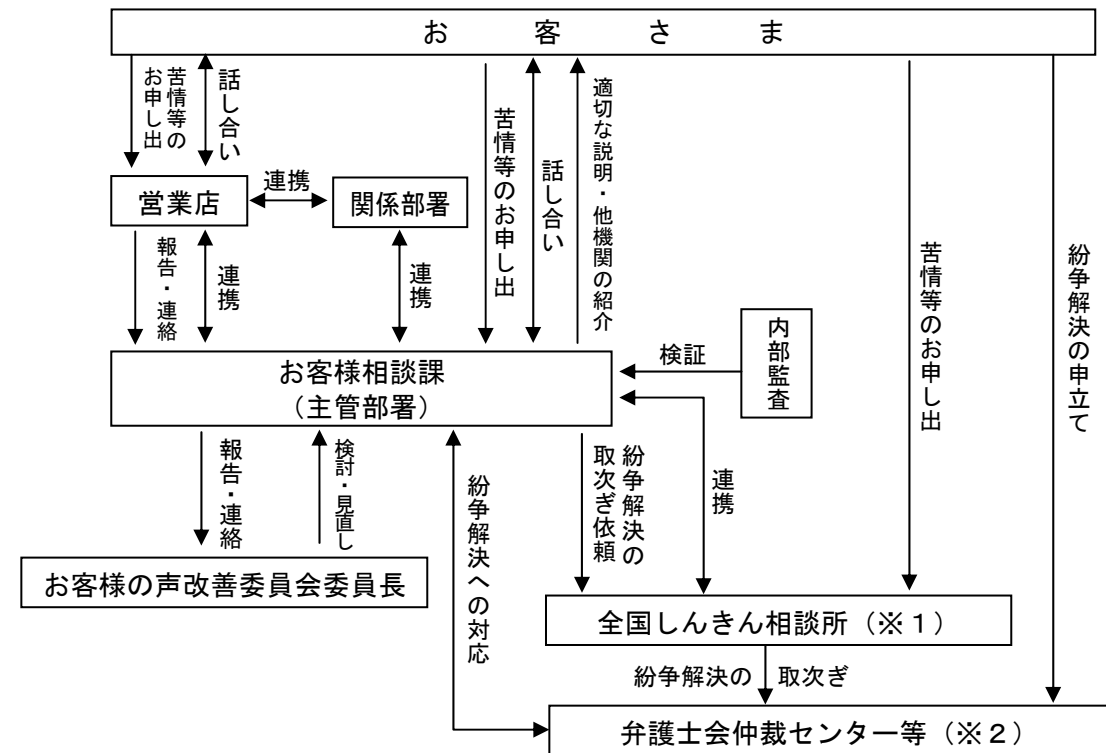 お客さま
苦情等の
お申し出
話し合い
苦情等のお申し出
話し合い
適切な説明・他機関の紹介
苦情等のお申し出
紛争解決の申立て
営業店
連携
関係部署
報告・連絡
連携
連携
内部監査
検証
お客様相談課
（主管部署）
報告・連絡
検討・見直し
紛争解決への対応
紛争解決の
取次ぎ依頼
連携
お客様の声改善委員会委員長
全国しんきん相談所（※１）
紛争解決の　取次ぎ
弁護士会仲裁センター等（※２）